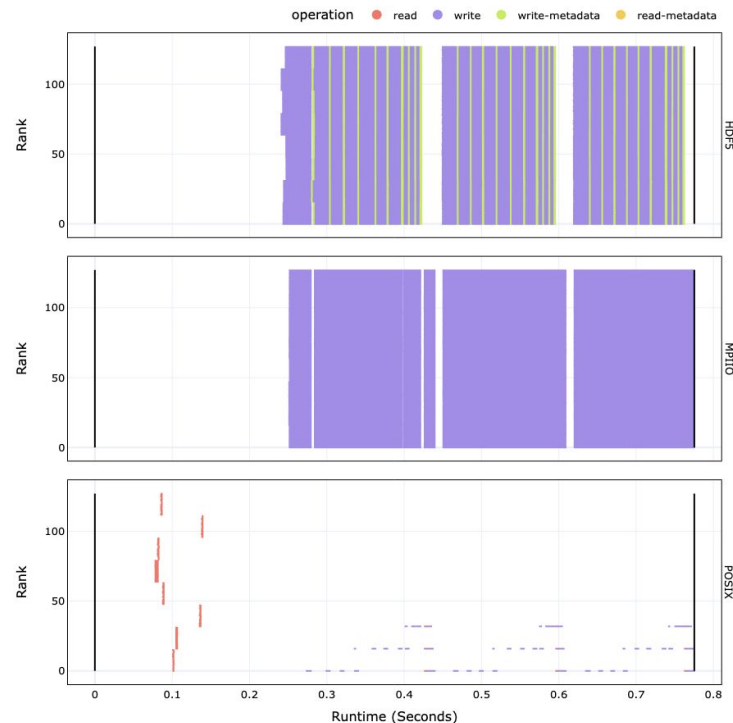 operation read write write-metadata read-metadata
100
50
0
Rank
HDF5
100
50
0
Rank
MPIIO
100
50
0
Rank
POSIX
0 0.1 0.2 0.3 0.4 0.5 0.6 0.7 0.8
Runtime (Seconds)